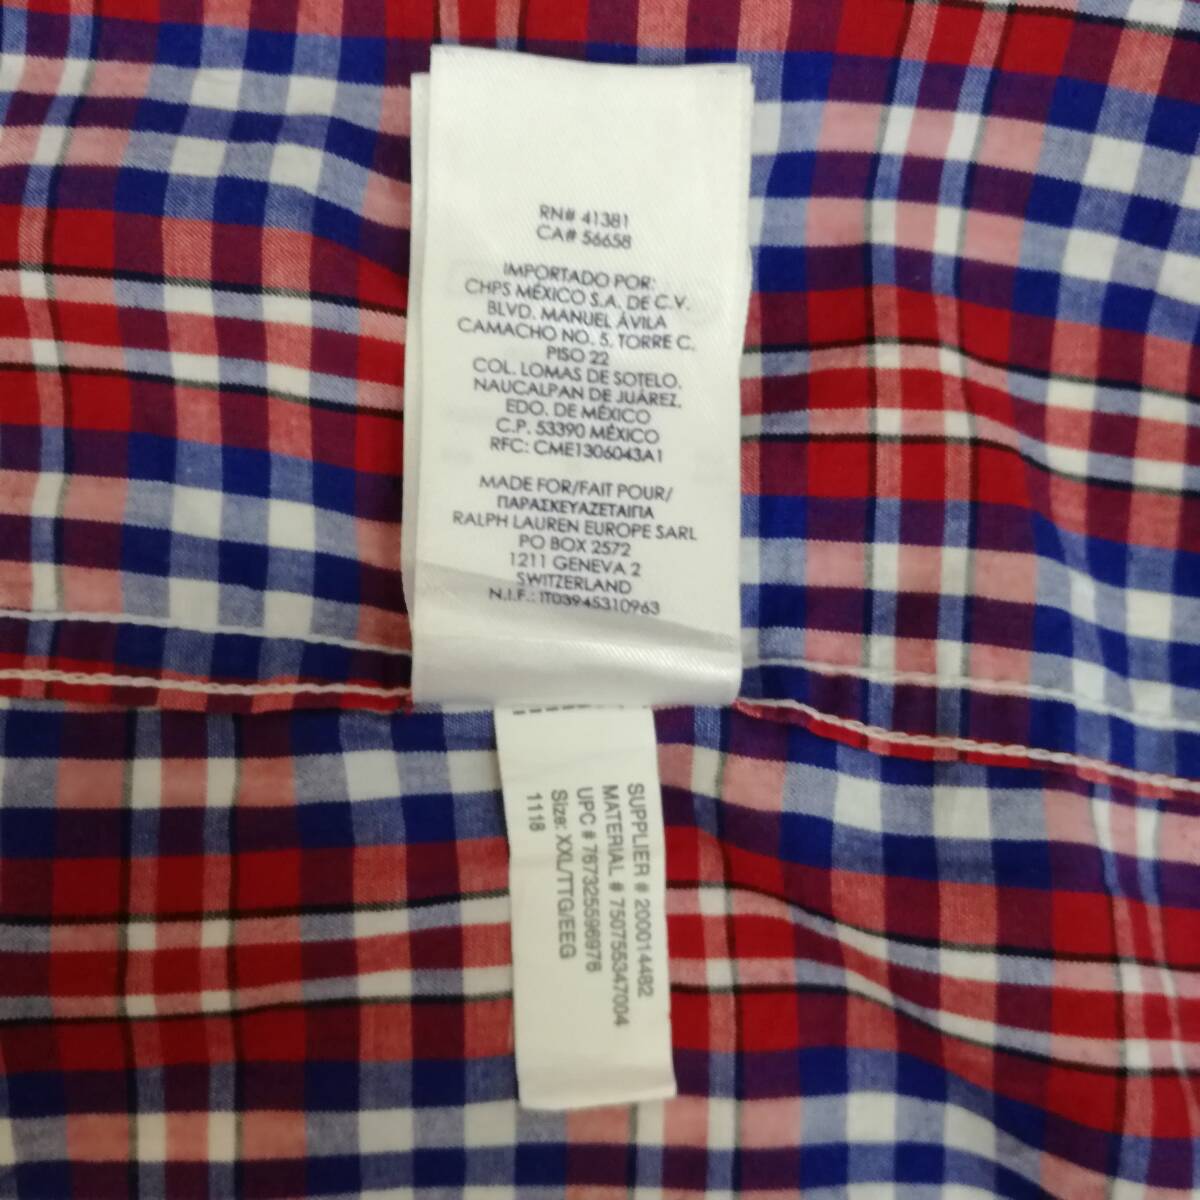 RN# 41381
CA# 56658
IMPORTADO POR:
CHPS MÉXICO S.A. DE C.V.
BLVD. MANUEL ÁVILA
CAMACHO NO. 5. TORRE C.
PISO 22
COL. LOMAS DE SOTELO.
NAUCALPAN DE JUÁREZ.
EDO. DE MÉXICO
C.P. 53390 MÉXICO
RFC: CME1306043A1
MADE FOR/FAIT POUR/
ΠΑΡΑΣΚΕΥΑΖΕΤΑΙΓΙΑ
RALPH LAUREN EUROPE SARL
PO BOX 2572
1211 GENEVA 2
SWITZERLAND
N.I.F.: IT03945310963
SUPPLIER # 200014482
MATERIAL # 750755347004
UPC # 767325596976
Size: XXL/TTG/EEG
1118